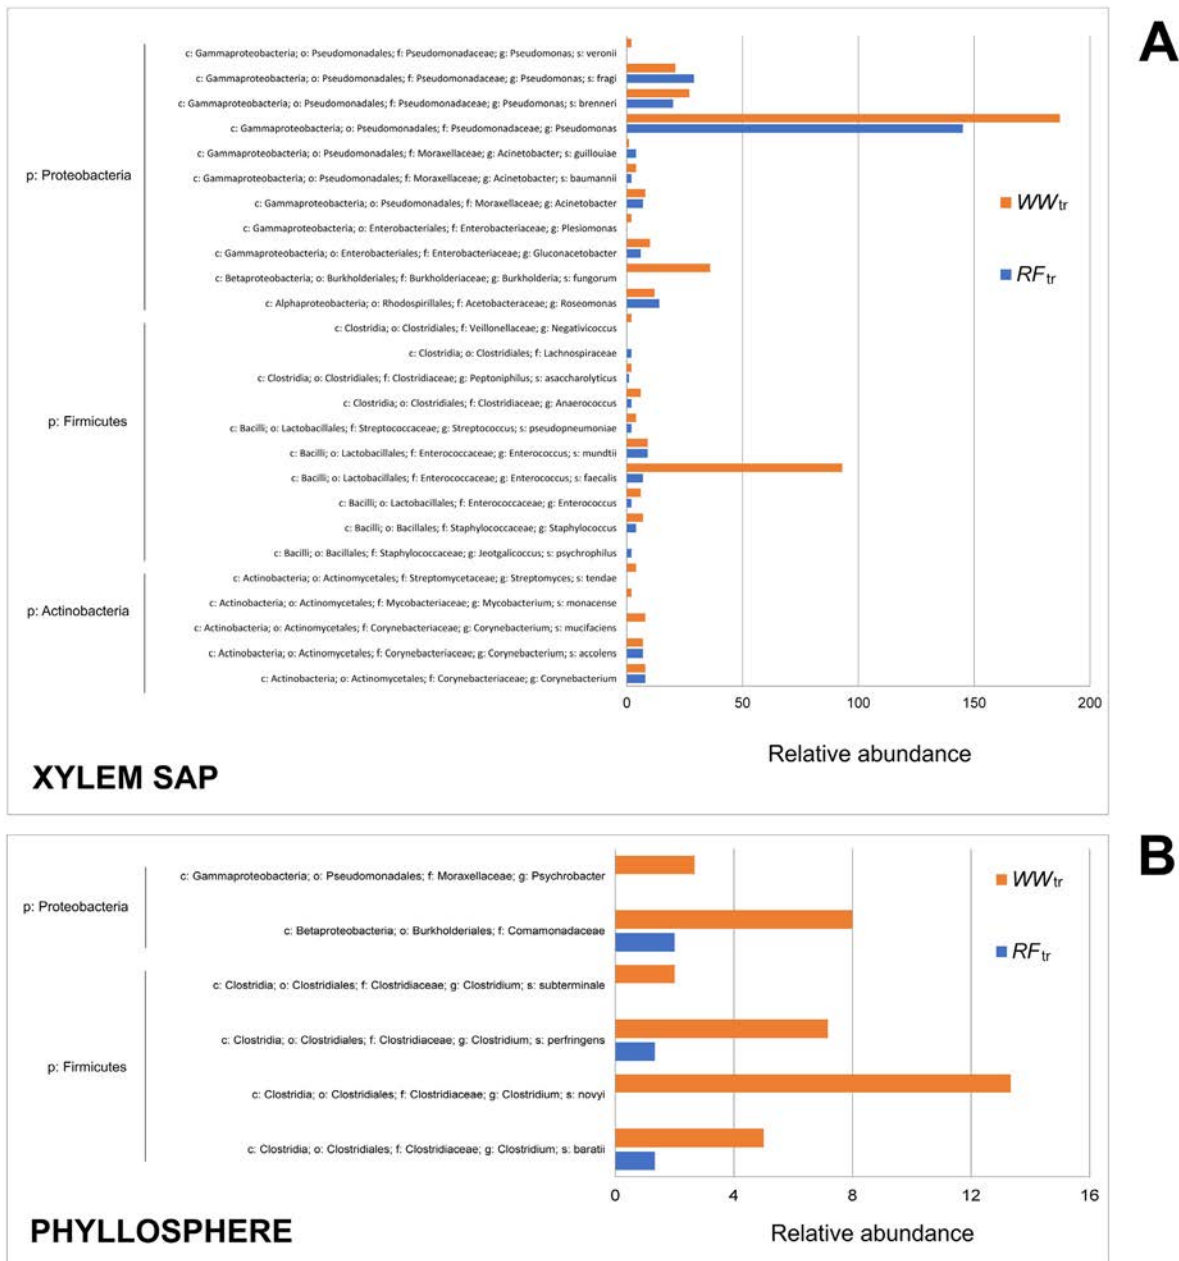 A
c: Gammaproteobacteria; o: Pseudomonadales; f: Pseudomonadaceae; g: Pseudomonas; s: veronii
c: Gammaproteobacteria; o: Pseudomonadales; f: Pseudomonadaceae; g: Pseudomonas; s: fragi
c: Gammaproteobacteria; o: Pseudomonadales; f: Pseudomonadaceae; g: Pseudomonas; s: brenneri
c: Gammaproteobacteria; o: Pseudomonadales; f: Pseudomonadaceae; g: Pseudomonas
c: Gammaproteobacteria; o: Pseudomonadales; f: Moraxellaceae; g: Acinetobacter; s: guillouiae
p: Proteobacteria
c: Gammaproteobacteria; o: Pseudomonadales; f: Moraxellaceae; g: Acinetobacter; s: baumannii
c: Gammaproteobacteria; o: Pseudomonadales; f: Moraxellaceae; g: Acinetobacter
c: Gammaproteobacteria; o: Enterobacteriales; f: Enterobacteriaceae; g: Plesiomonas
c: Gammaproteobacteria; o: Enterobacteriales; f: Enterobacteriaceae; g: Gluconacetobacter
c: Betaproteobacteria; o: Burkholderiales; f: Burkholderiaceae; g: Burkholderia; s: fungorum
c: Alphaproteobacteria; o: Rhodospirillales; f: Acetobacteraceae; g: Roseomonas
WWtr
RFtr
c: Clostridia; o: Clostridiales; f: Veillonellaceae; g: Negativicoccus
c: Clostridia; o: Clostridiales; f: Lachnospiraceae
c: Clostridia; o: Clostridiales; f: Clostridiaceae; g: Peptoniphilus; s: asaccharolyticus
c: Clostridia; o: Clostridiales; f: Clostridiaceae; g: Anaerococcus
p: Firmicutes
c: Bacilli; o: Lactobacillales; f: Streptococcaceae; g: Streptococcus; s: pseudopneumoniae
c: Bacilli; o: Lactobacillales; f: Enterococcaceae; g: Enterococcus; s: mundtii
c: Bacilli; o: Lactobacillales; f: Enterococcaceae; g: Enterococcus; s: faecalis
c: Bacilli; o: Lactobacillales; f: Enterococcaceae; g: Enterococcus
c: Bacilli; o: Bacillales; f: Staphylococcaceae; g: Staphylococcus
c: Bacilli; o: Bacillales; f: Staphylococcaceae; g: Jeotgalicoccus; s: psychrophilus
c: Actinobacteria; o: Actinomycetales; f: Streptomycetaceae; g: Streptomyces; s: tendae
p: Actinobacteria
c: Actinobacteria; o: Actinomycetales; f: Mycobacteriaceae; g: Mycobacterium; s: monacense
c: Actinobacteria; o: Actinomycetales; f: Corynebacteriaceae; g: Corynebacterium; s: mucifaciens
c: Actinobacteria; o: Actinomycetales; f: Corynebacteriaceae; g: Corynebacterium; s: accolens
c: Actinobacteria; o: Actinomycetales; f: Corynebacteriaceae; g: Corynebacterium
0 50 100 150 200
Relative abundance
XYLEM SAP
B
c: Gammaproteobacteria; o: Pseudomonadales; f: Moraxellaceae; g: Psychrobacter
p: Proteobacteria
c: Betaproteobacteria; o: Burkholderiales; f: Comamonadaceae
WWtr
RFtr
c: Clostridia; o: Clostridiales; f: Clostridiaceae; g: Clostridium; s: subterminale
c: Clostridia; o: Clostridiales; f: Clostridiaceae; g: Clostridium; s: perfringens
p: Firmicutes
c: Clostridia; o: Clostridiales; f: Clostridiaceae; g: Clostridium; s: novyi
c: Clostridia; o: Clostridiales; f: Clostridiaceae; g: Clostridium; s: baratii
0 4 8 12 16
Relative abundance
PHYLLOSPHERE